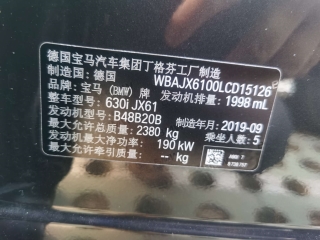 德国宝马汽车集团丁格芬工厂制造
制造国: 德国 WBAJX6100LCD15126
品牌: 宝马 (BMW) 牌 发动机排量: 1998 mL
整车型号: 630i JX61
发动机型号: B48B20B 制造年月: 2019-09
最大允许总质量: 2380 kg 乘坐人数: 5
发动机最大净功率: 190 kW
最大允许牵引质量: - kg